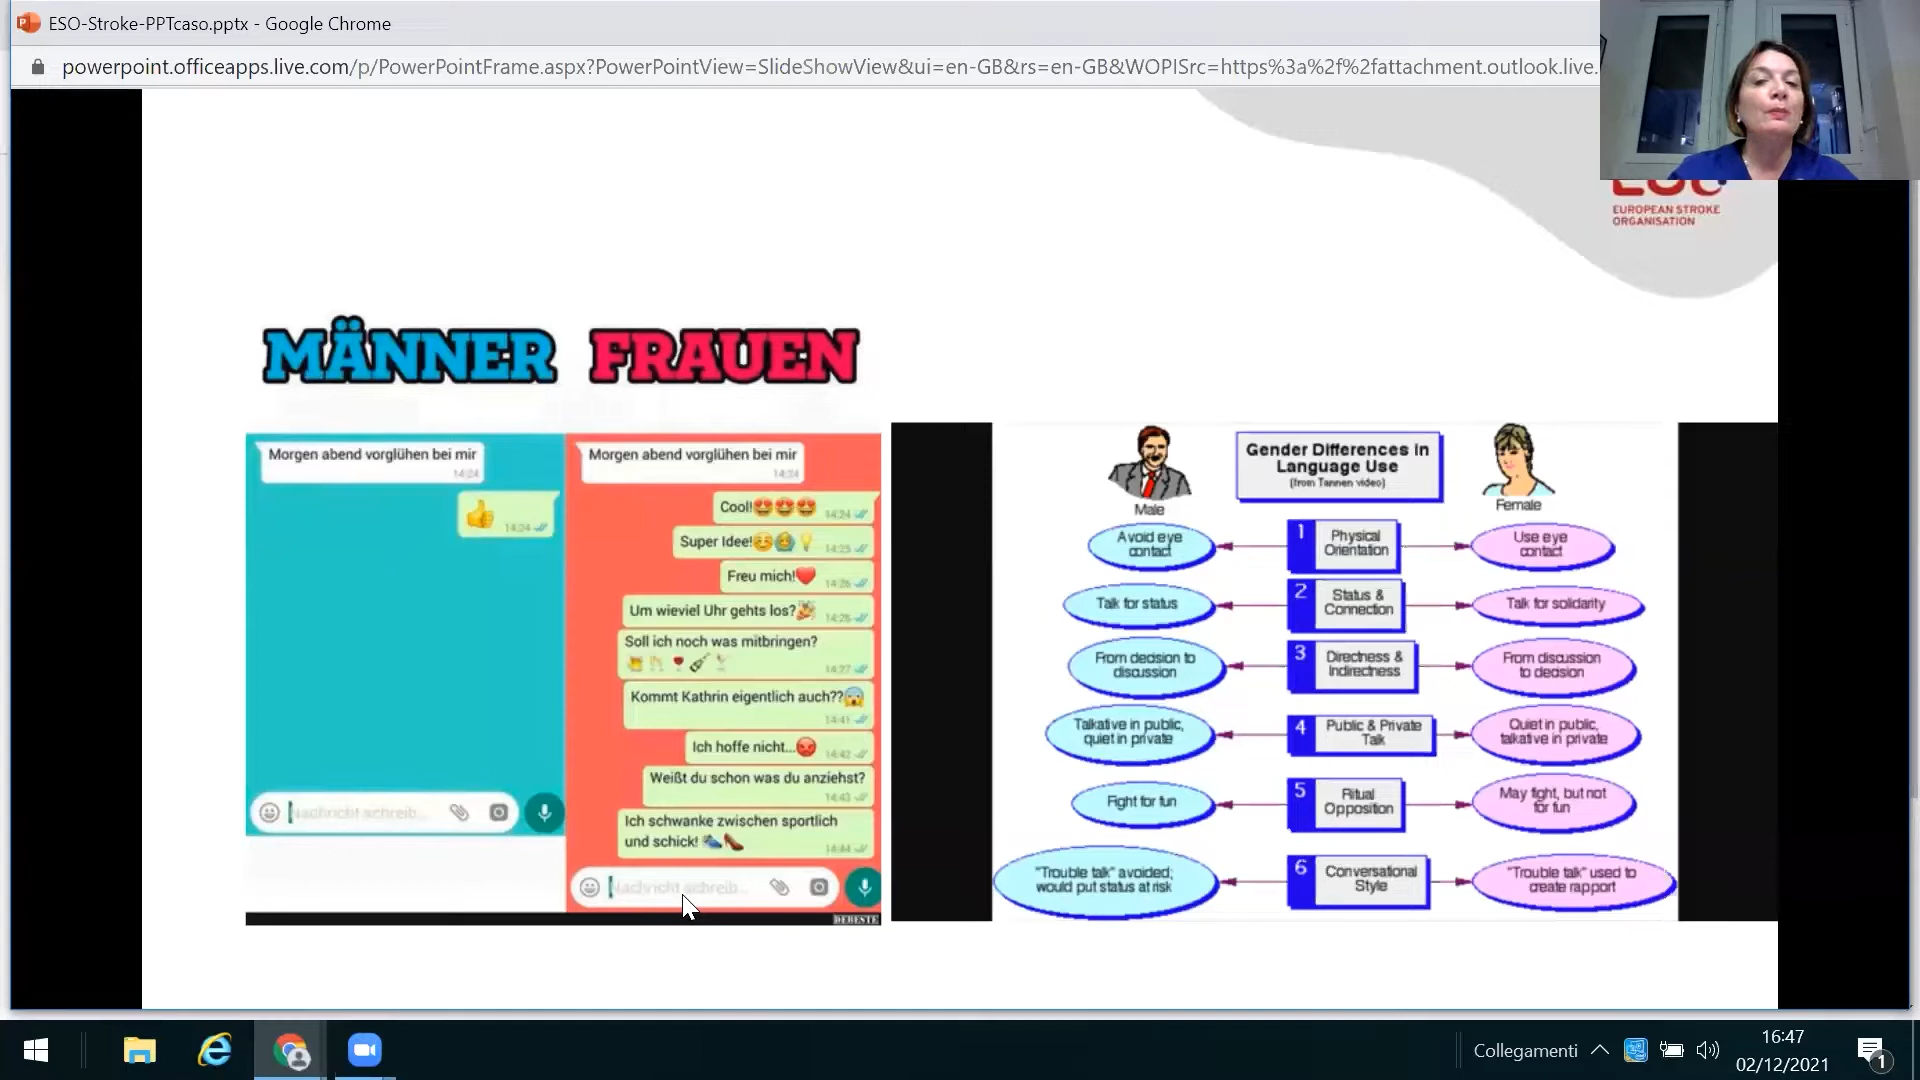 ESO-Stroke-PPTcaso.pptx - Google Chrome
powerpoint.officeapps.live.com/p/PowerPointFrame.aspx?PowerPointView=SlideShowView&ui=en-GB&rs=en-GB&WOPISrc=https%3a%2f%2fattachment.outlook.live.
EUROPEAN STROKE
ORGANISATION
MÄNNER
Morgen abend vorglühen bei mir
14:24
14:24
Nachricht schreib...
FRAUEN
Morgen abend vorglühen bei mir
14:24
Cool!
14:24
Super Idee!
14:25
Freu mich!
14:26
Um wieviel Uhr gehts los?
14:26
Soll ich noch was mitbringen?
14:27
Kommt Kathrin eigentlich auch??
14:41
Ich hoffe nicht...
14:42
Weißt du schon was du anziehst?
14:43
Ich schwanke zwischen sportlich
und schick!
14:44
Nachricht schreib...
DEBESTE
Gender Differences in
Language Use
(from Tannen video)
Male
Female
Avoid eye
contact
1
Physical
Orientation
Use eye
contact
Talk for status
2
Status &
Connection
Talk for solidarity
From decision to
discussion
3
Directness &
Indirectness
From discussion
to decision
Talkative in public,
quiet in private
4
Public & Private
Talk
Quiet in public,
talkative in private
Fight for fun
5
Ritual
Opposition
May fight, but not
for fun
"Trouble talk" avoided;
would put status at risk
6
Conversational
Style
"Trouble talk" used to
create rapport
Collegamenti
16:47
02/12/2021
1